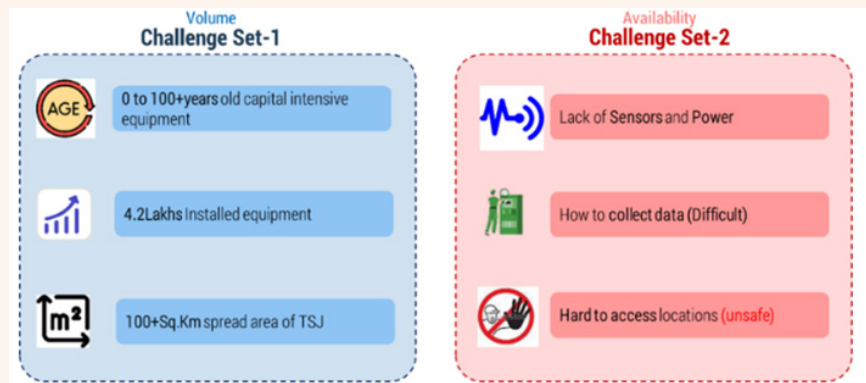 Volume
Challenge Set-1
AGE
0 to 100+years old capital intensive
equipment
4.2Lakhs Installed equipment
m²
100+Sq.Km spread area of TSJ
Availability
Challenge Set-2
Lack of Sensors and Power
How to collect data (Difficult)
Hard to access locations (unsafe)